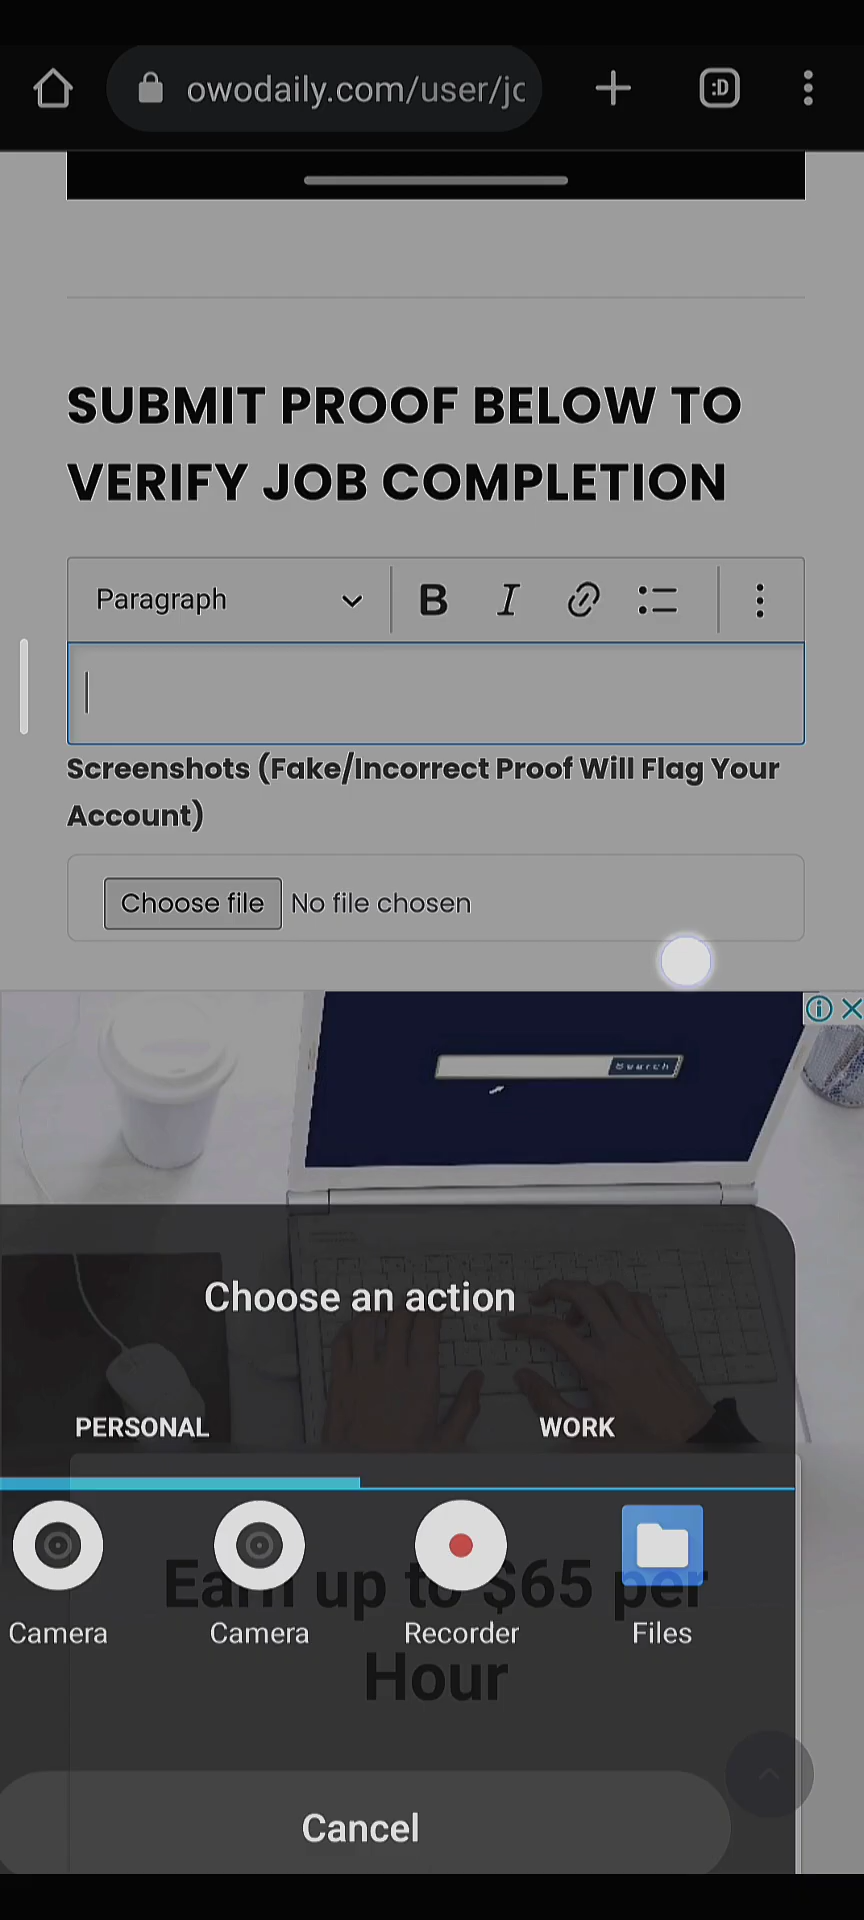 owodaily.com/user/jc
:D
SUBMIT PROOF BELOW TO
VERIFY JOB COMPLETION
Paragraph
B I
Screenshots (Fake/Incorrect Proof Will Flag Your
Account)
Choose file No file chosen
Search
Choose an action
PERSONAL WORK
Earn up to $65 per
Hour
Camera Camera Recorder Files
Cancel